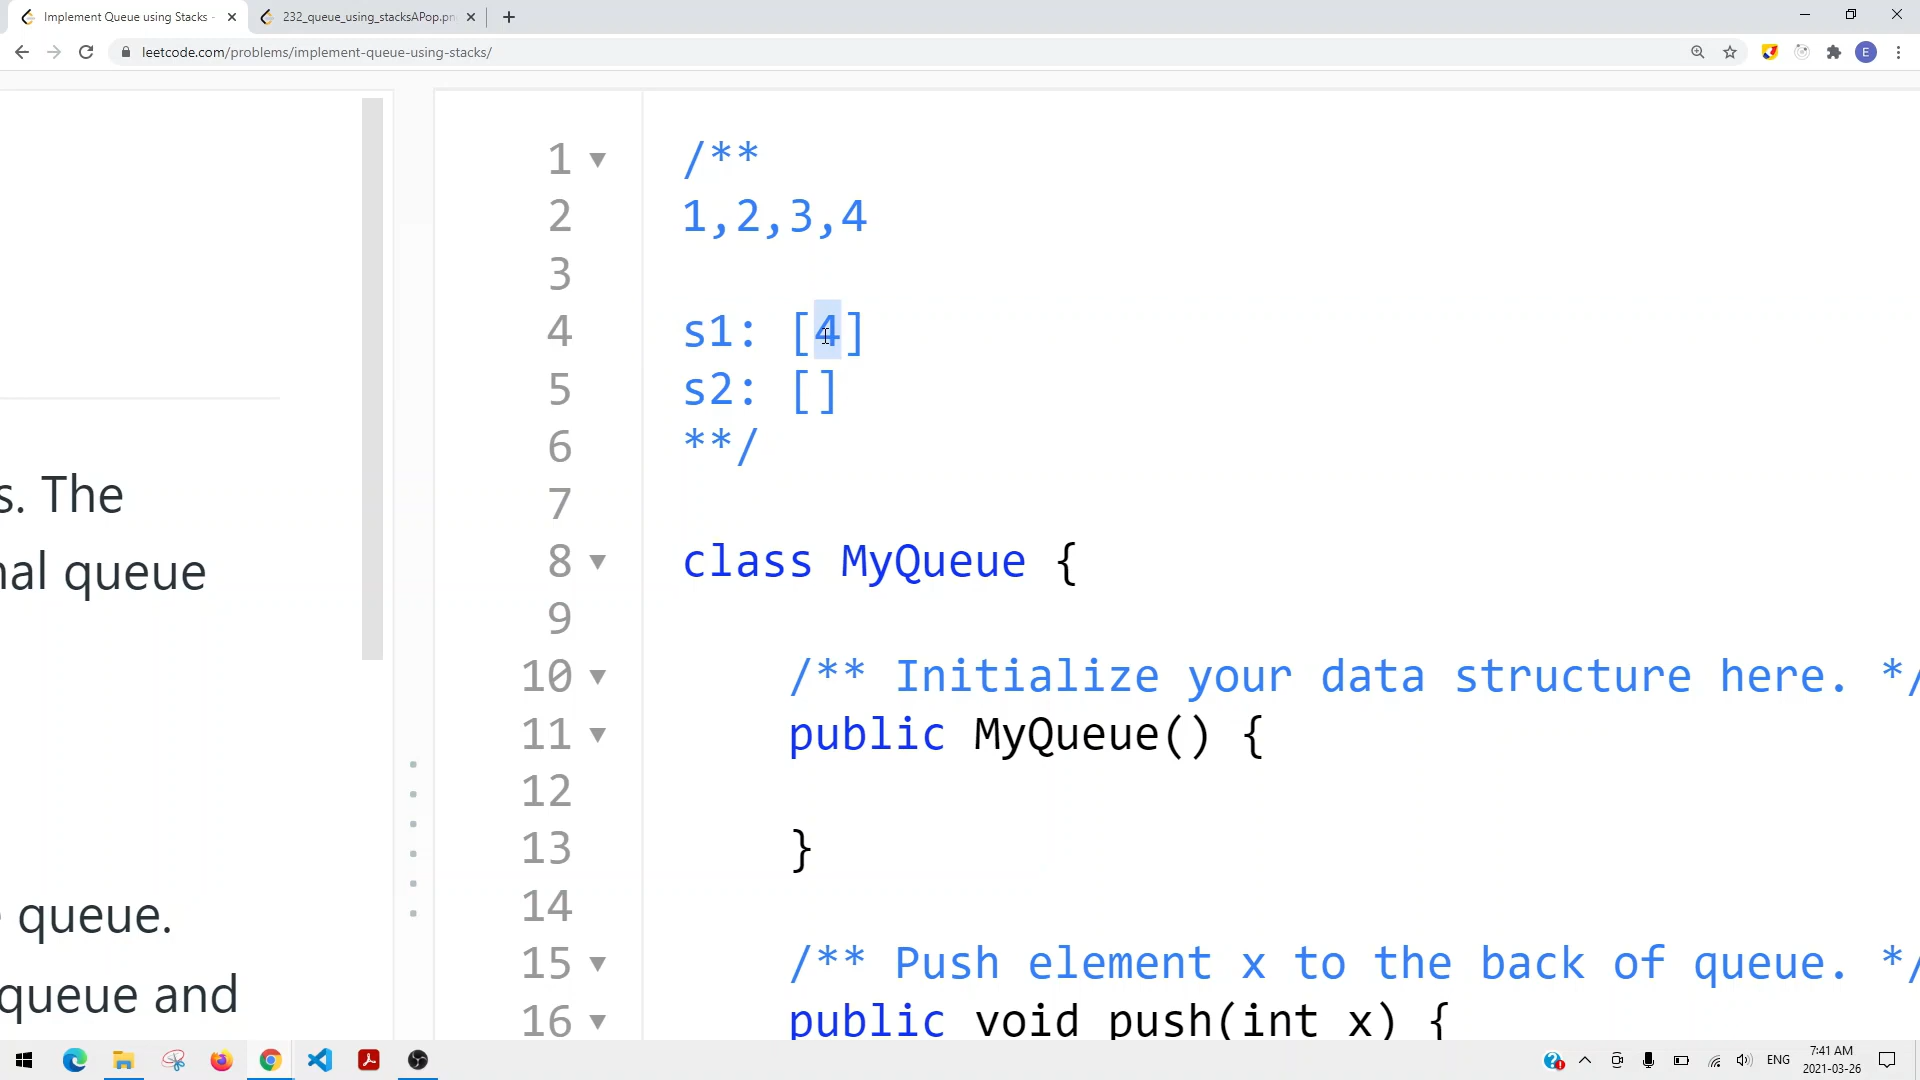 Implement Queue using Stacks -
232_queue_using_stacksAPop.pn
leetcode.com/problems/implement-queue-using-stacks/
E
s. The
nal queue
queue.
queue and
1 /**
2 1,2,3,4
3
4 s1: [4]
5 s2: []
6 **/
7
8 class MyQueue {
9
10 /** Initialize your data structure here. */
11 public MyQueue() {
12
13 }
14
15 /** Push element x to the back of queue. */
16 public void push(int x) {
ENG
7:41 AM
2021-03-26